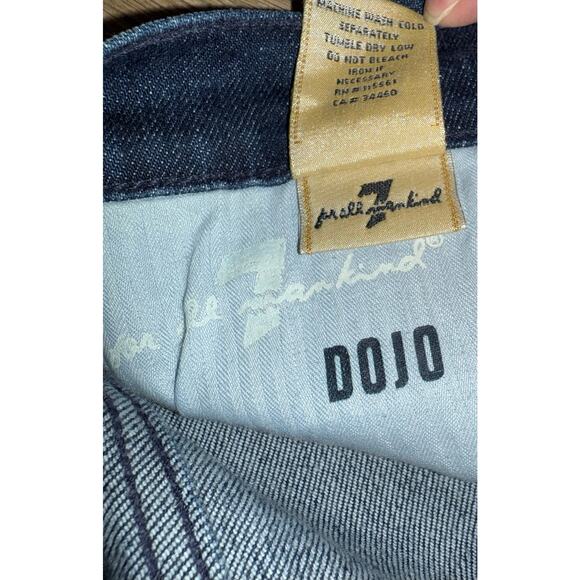 MACHINE WASH COLD
SEPARATELY
TUMBLE DRY LOW
DO NOT BLEACH
IRON IF
NECESSARY
RN # 115561
CA # 34460
7
for all mankind
7
for all mankind®
DOJO